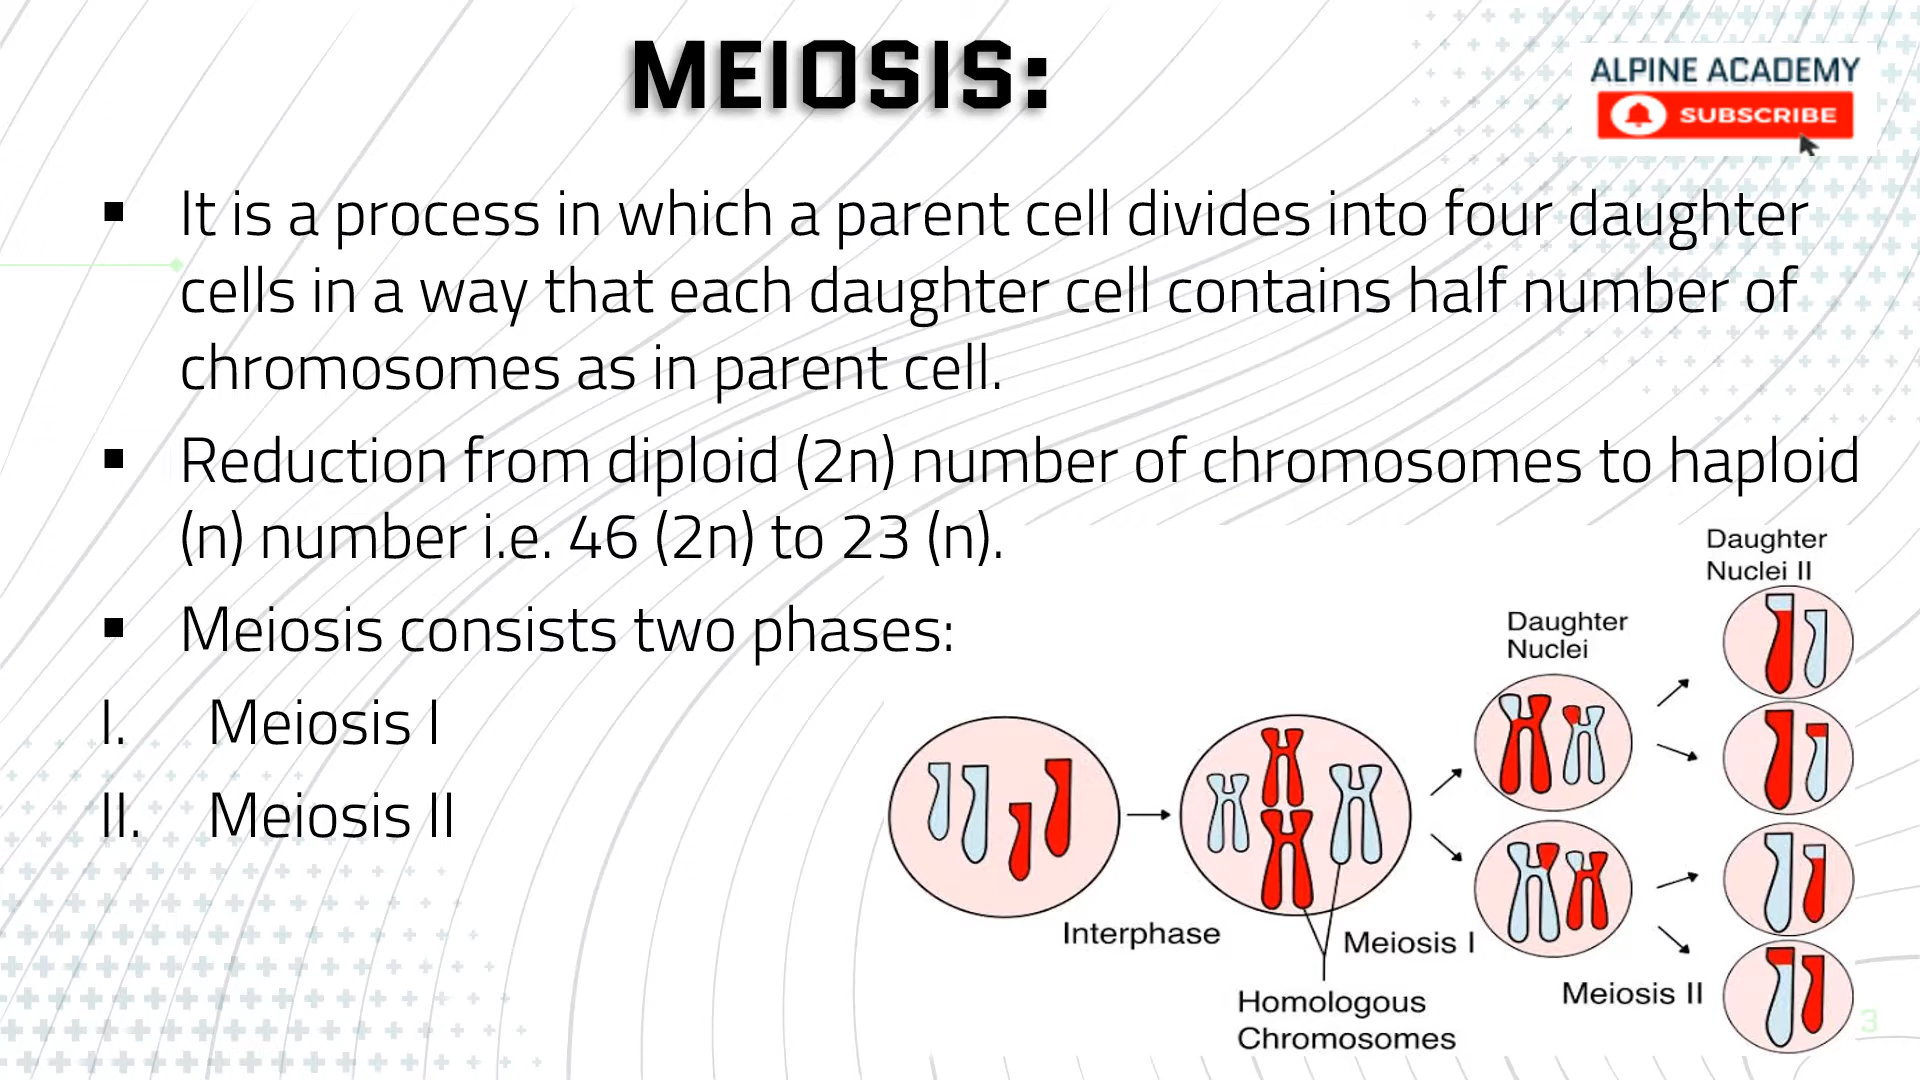 MEIOSIS:
ALPINE ACADEMY
SUBSCRIBE
▪ It is a process in which a parent cell divides into four daughter
cells in a way that each daughter cell contains half number of
chromosomes as in parent cell.
▪ Reduction from diploid (2n) number of chromosomes to haploid
(n) number i.e. 46 (2n) to 23 (n).
▪ Meiosis consists two phases:
I. Meiosis I
II. Meiosis II
Daughter
Nuclei II
Daughter
Nuclei
Interphase
Meiosis I
Homologous
Chromosomes
Meiosis II
3